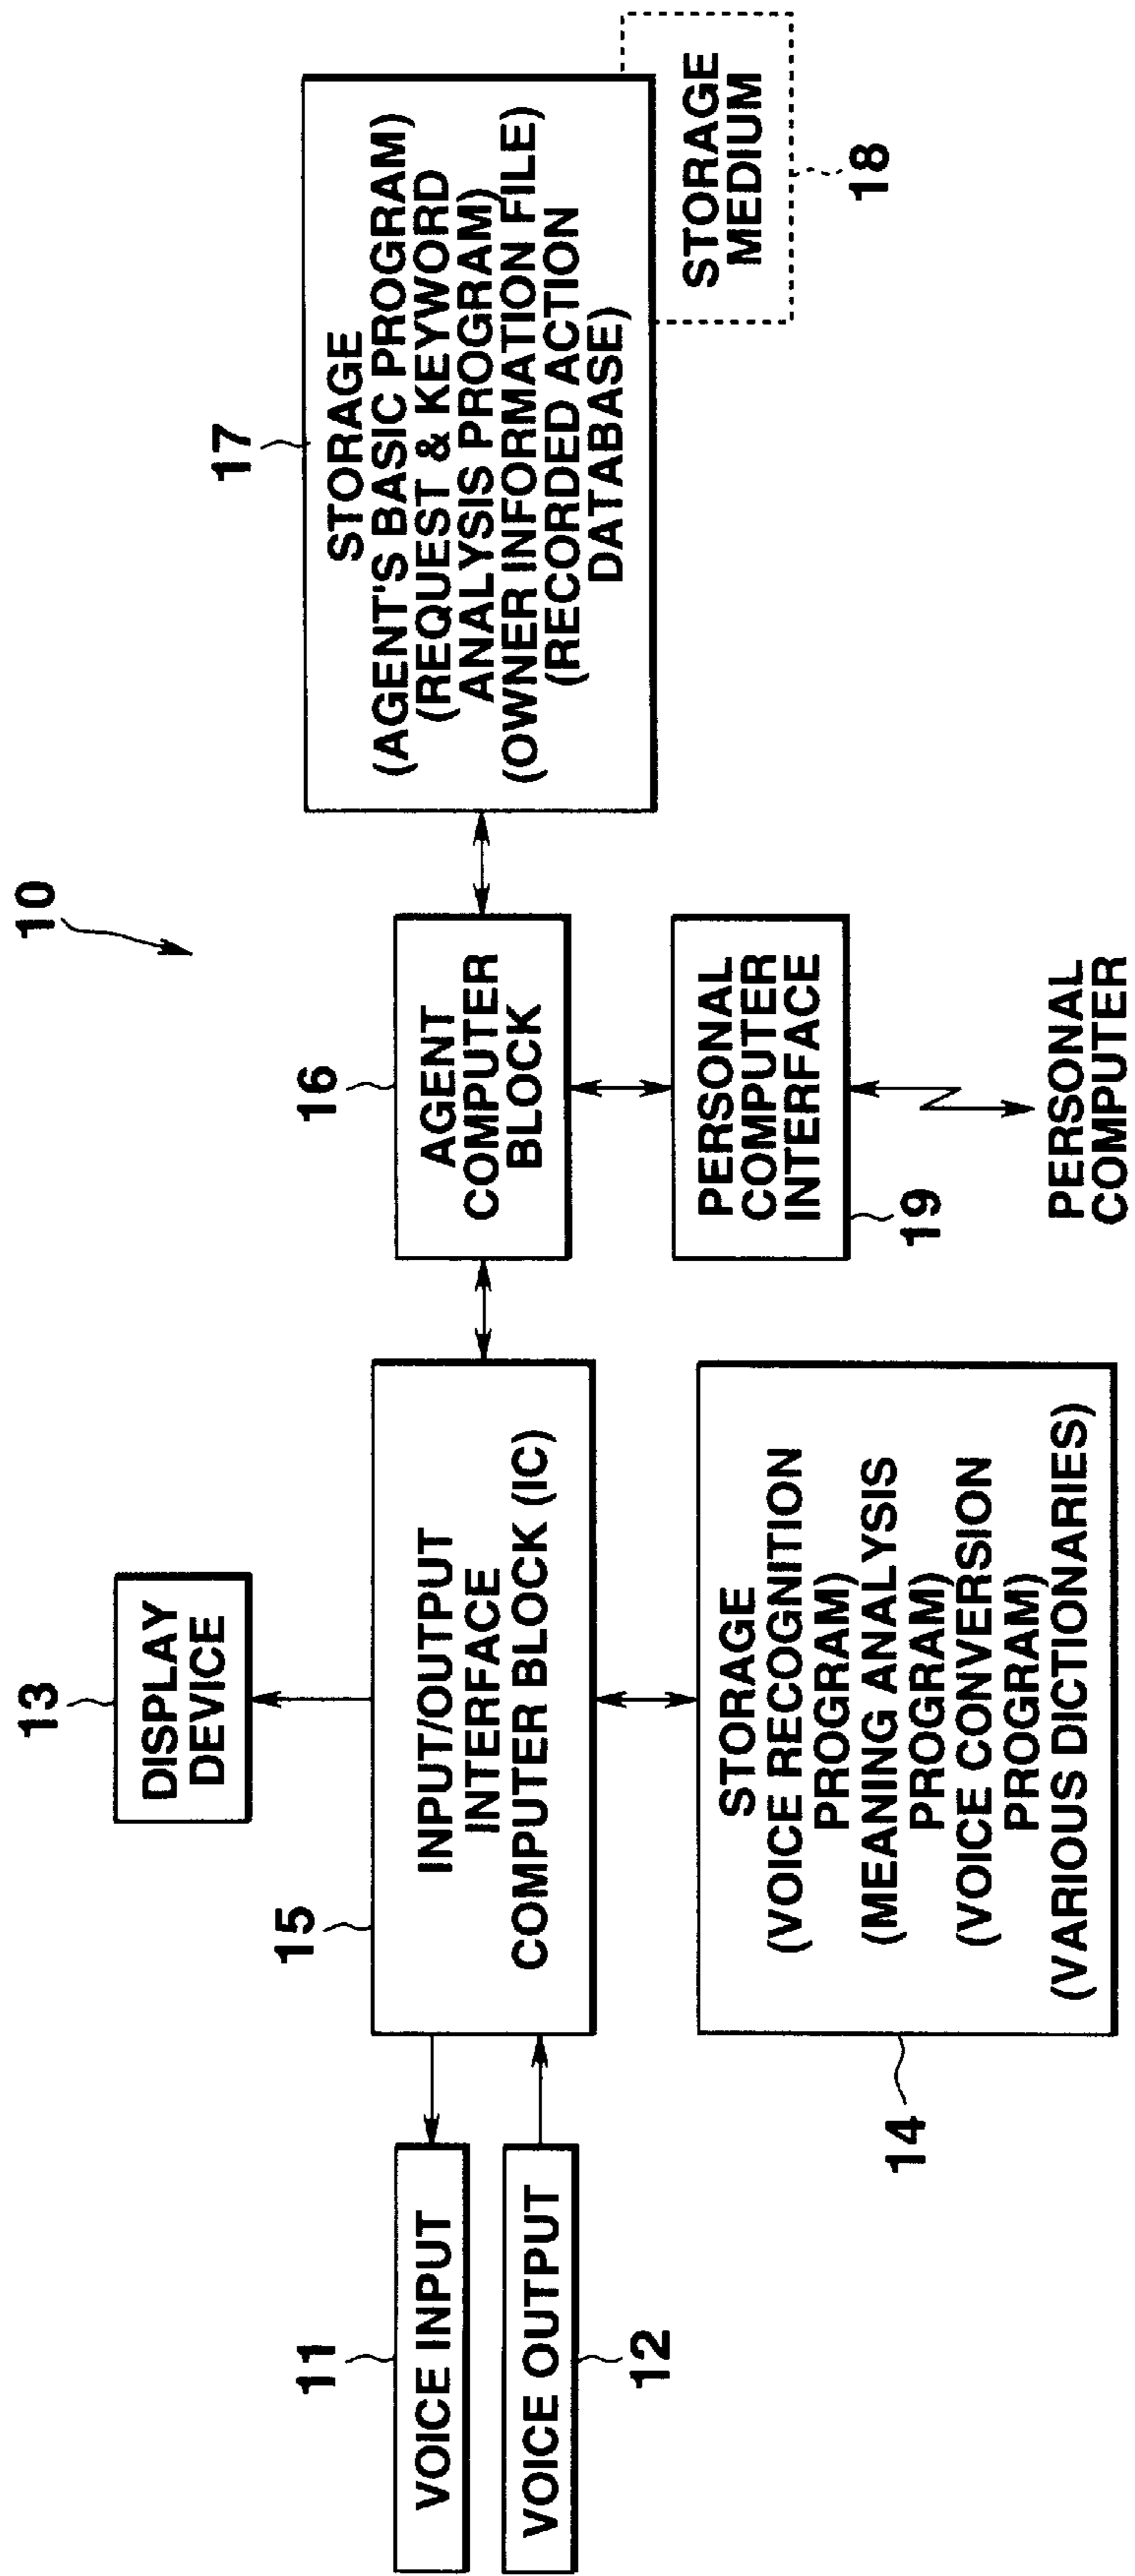 10
13
DISPLAY
DEVICE
11
VOICE INPUT
VOICE OUTPUT
12
15
INPUT/OUTPUT
INTERFACE
COMPUTER BLOCK (IC)
14
STORAGE
(VOICE RECOGNITION
PROGRAM)
(MEANING ANALYSIS
PROGRAM)
(VOICE CONVERSION
PROGRAM)
(VARIOUS DICTIONARIES)
16
AGENT
COMPUTER
BLOCK
PERSONAL
COMPUTER
INTERFACE
19
PERSONAL
COMPUTER
17
STORAGE
(AGENT'S BASIC PROGRAM)
(REQUEST & KEYWORD
ANALYSIS PROGRAM)
(OWNER INFORMATION FILE)
(RECORDED ACTION
DATABASE)
STORAGE
MEDIUM
18